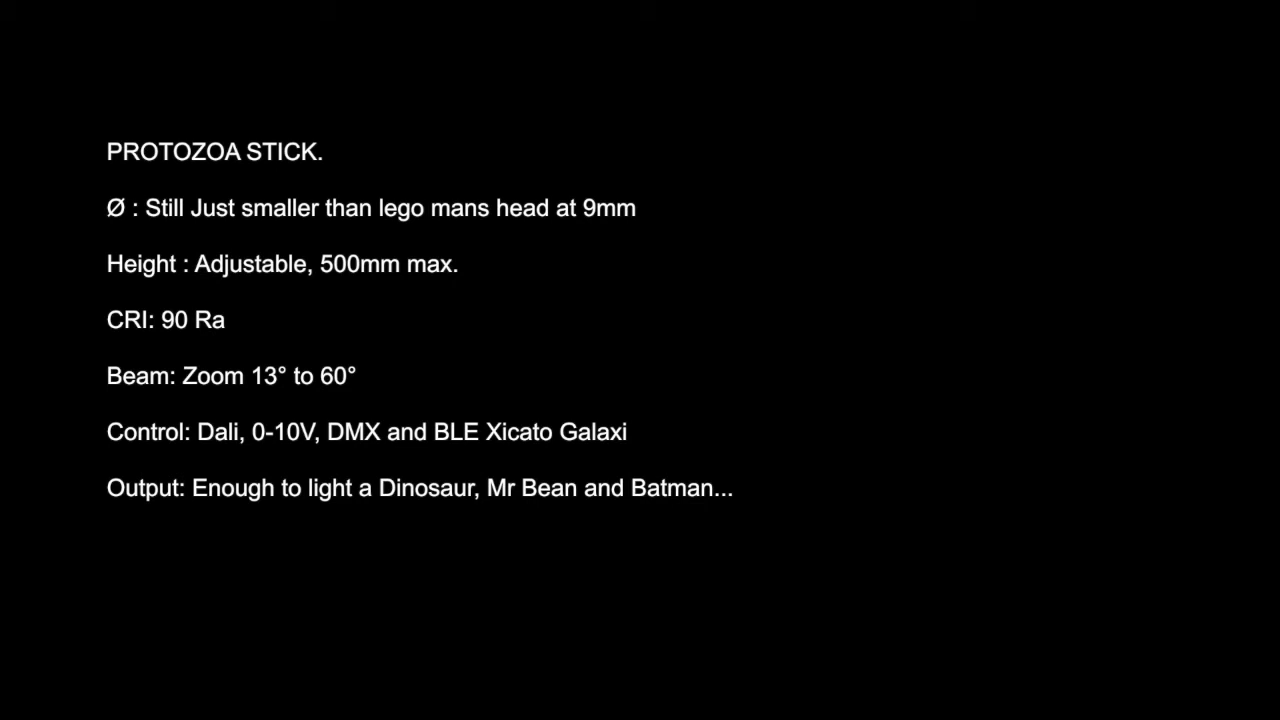 PROTOZOA STICK.
Ø : Still Just smaller than lego mans head at 9mm
Height : Adjustable, 500mm max.
CRI: 90 Ra
Beam: Zoom 13° to 60°
Control: Dali, 0-10V, DMX and BLE Xicato Galaxi
Output: Enough to light a Dinosaur, Mr Bean and Batman...